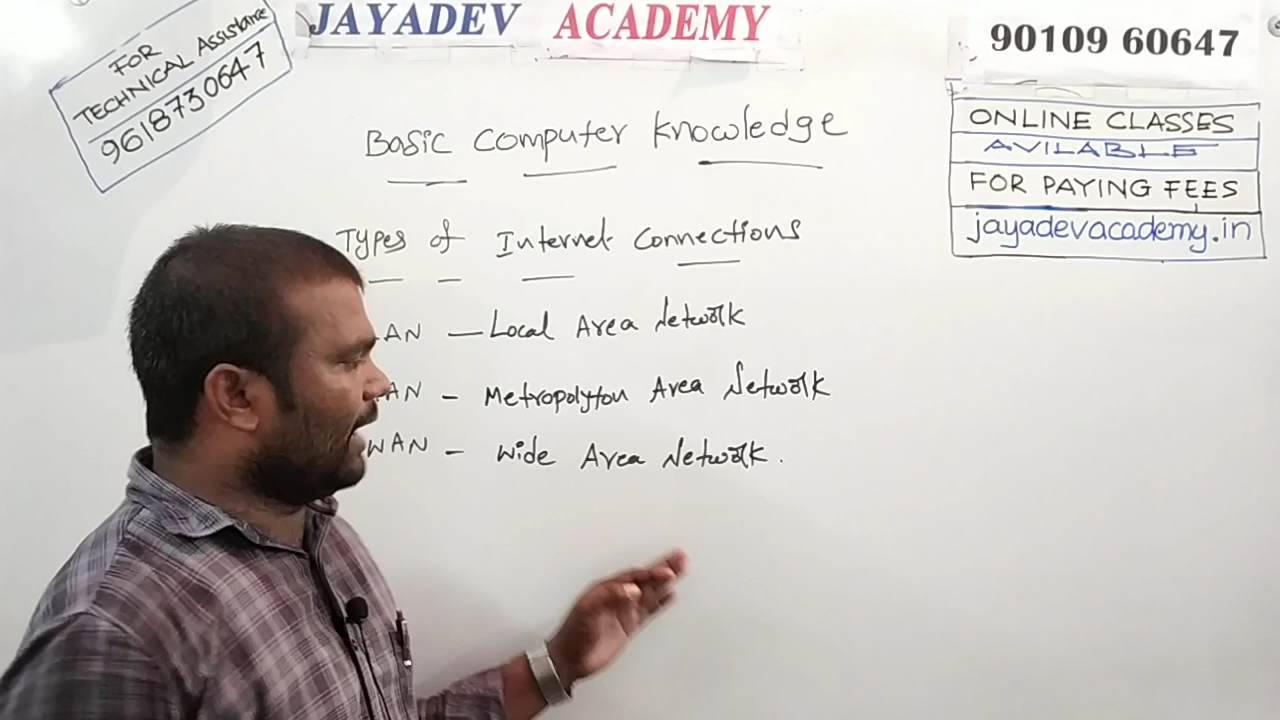 FOR
TECHNICAL Assistance
9618730647
JAYADEV ACADEMY
90109 60647
ONLINE CLASSES
AVILABLE
FOR PAYING FEES
jayadevacademy.in
Basic Computer Knowledge
Types of Internet Connections
AN — Local Area Network
AN - Metropolyton Area Network
WAN - Wide Area Network.